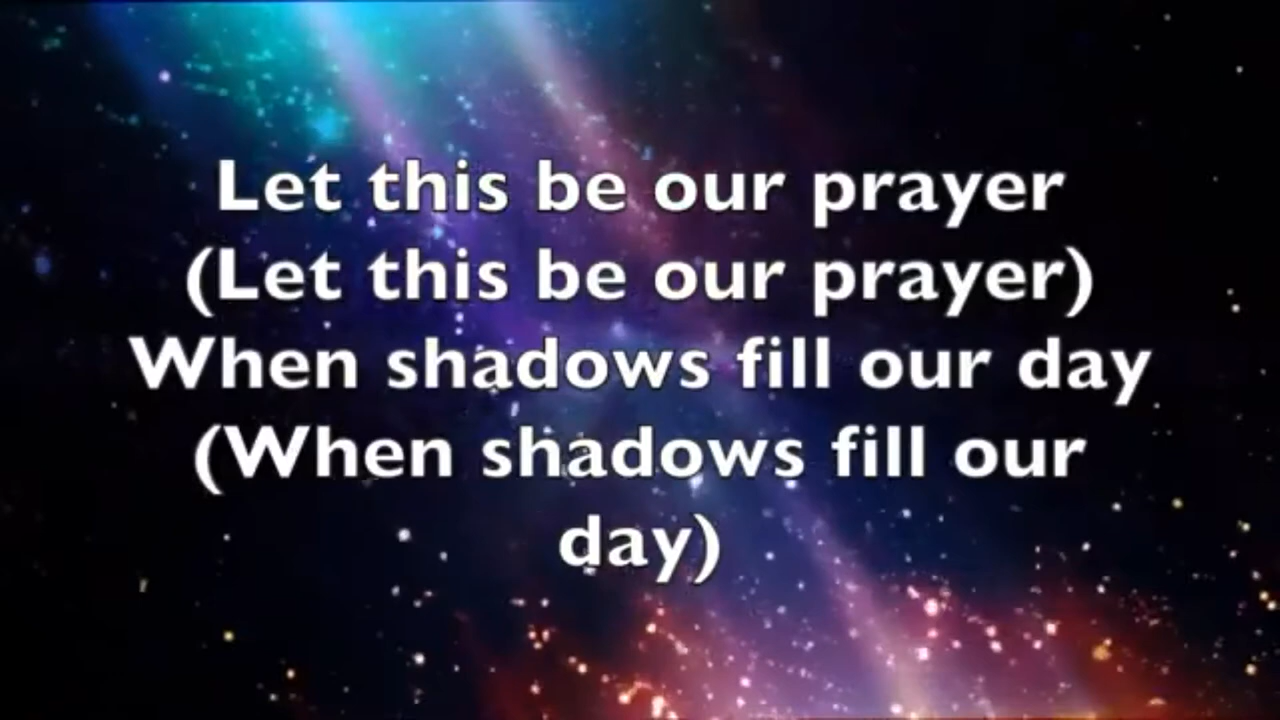 Let this be our prayer
(Let this be our prayer)
When shadows fill our day
(When shadows fill our
day)